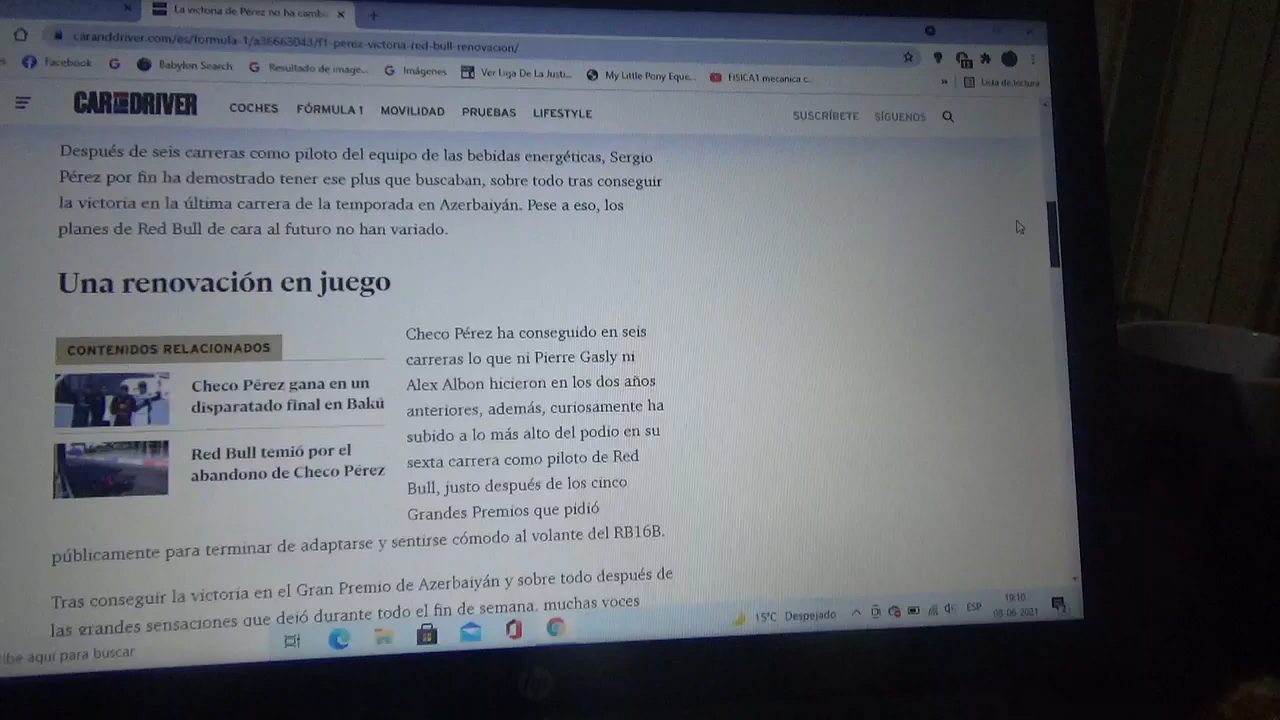 La victoria de Pérez no ha camb
caranddriver.com/es/formula-1/a36663043/f1-perez-victoria-red-bull-renovacion/
Facebook
Babylon Search
Resultado de image...
Imágenes
Ver Liga De La Justi...
My Little Pony Eque...
FISICA1 mecanica c...
»
Lista de lectura
CAR AND DRIVER
COCHES
FÓRMULA 1
MOVILIDAD
PRUEBAS
LIFESTYLE
SUSCRÍBETE
SÍGUENOS
Después de seis carreras como piloto del equipo de las bebidas energéticas, Sergio
Pérez por fin ha demostrado tener ese plus que buscaban, sobre todo tras conseguir
la victoria en la última carrera de la temporada en Azerbaiyán. Pese a eso, los
planes de Red Bull de cara al futuro no han variado.
Una renovación en juego
CONTENIDOS RELACIONADOS
Checo Pérez gana en un
disparatado final en Bakú
Red Bull temió por el
abandono de Checo Pérez
Checo Pérez ha conseguido en seis
carreras lo que ni Pierre Gasly ni
Alex Albon hicieron en los dos años
anteriores, además, curiosamente ha
subido a lo más alto del podio en su
sexta carrera como piloto de Red
Bull, justo después de los cinco
Grandes Premios que pidió
públicamente para terminar de adaptarse y sentirse cómodo al volante del RB16B.
Tras conseguir la victoria en el Gran Premio de Azerbaiyán y sobre todo después de
las grandes sensaciones que dejó durante todo el fin de semana, muchas voces
ibe aquí para buscar
15°C Despejado
ESP
19:10
08-06-2021
hp